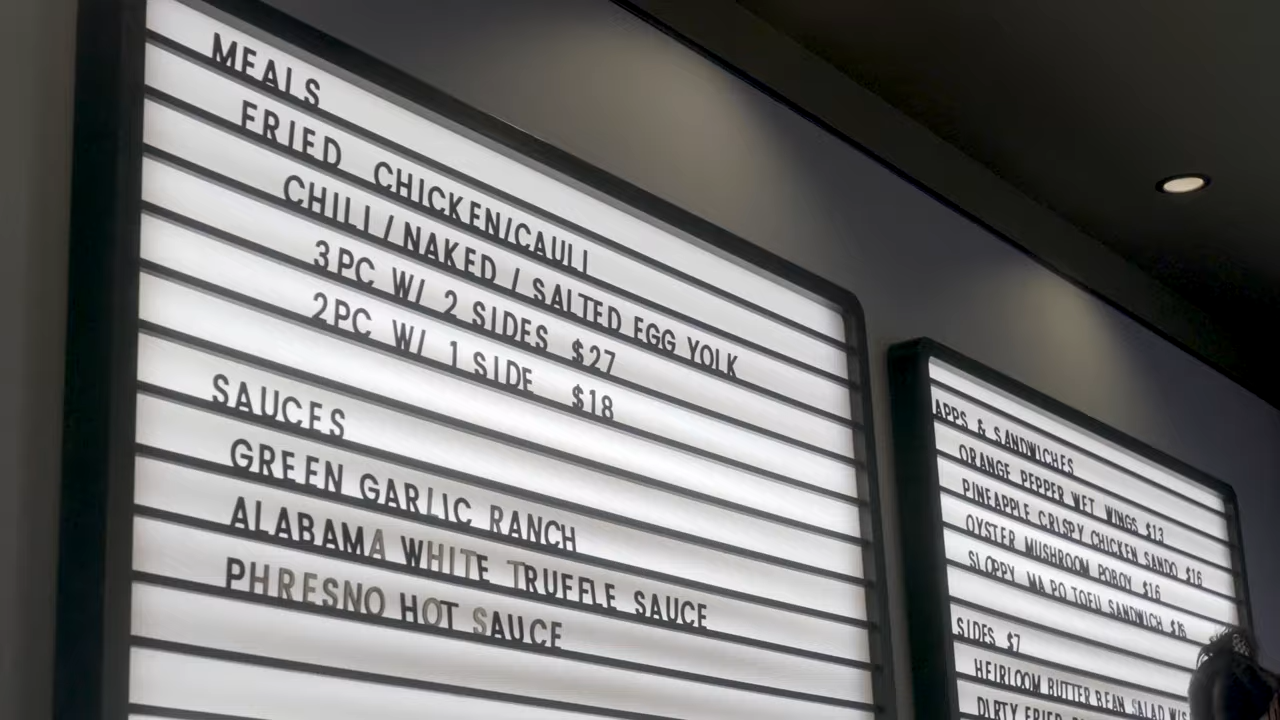 MEALS
FRIED CHICKEN/CAULI
CHILI / NAKED / SALTED EGG YOLK
3PC W/ 2 SIDES $27
2PC W/ 1 SIDE $18
SAUCES
GREEN GARLIC RANCH
ALABAMA WHITE TRUFFLE SAUCE
PHRESNO HOT SAUCE
APPS & SANDWICHES
ORANGE PEPPER WET WINGS $13
PINEAPPLE CRISPY CHICKEN SANDO $16
OYSTER MUSHROOM POBOY $16
SLOPPY MA PO TOFU SANDWICH $16
SIDES $7
HEIRLOOM BUTTER BEAN SALAD
DIRTY FRIED